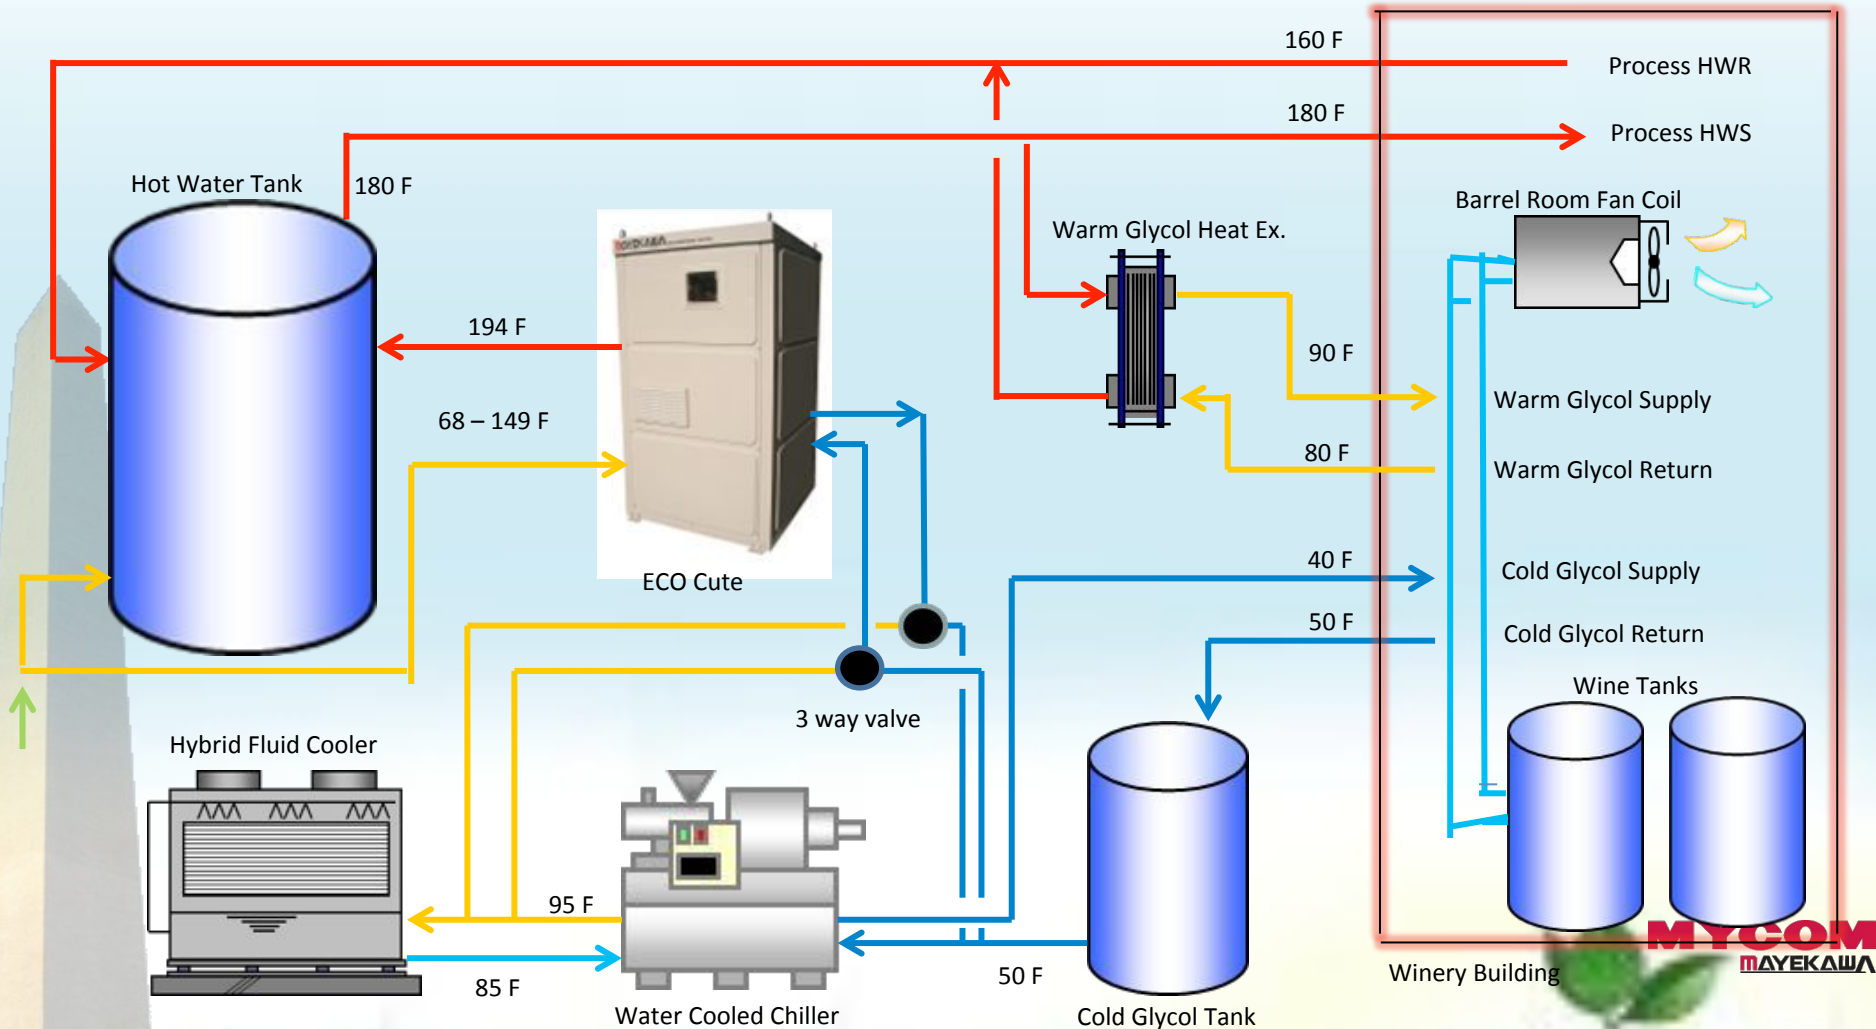 160 F
Process HWR
180 F
Process HWS
Hot Water Tank
180 F
Barrel Room Fan Coil
Warm Glycol Heat Ex.
194 F
90 F
Warm Glycol Supply
68 – 149 F
80 F
Warm Glycol Return
40 F
Cold Glycol Supply
ECO Cute
50 F
Cold Glycol Return
Wine Tanks
3 way valve
Hybrid Fluid Cooler
95 F
MYCOM
MAYEKAWA
Winery Building
85 F
50 F
Water Cooled Chiller
Cold Glycol Tank